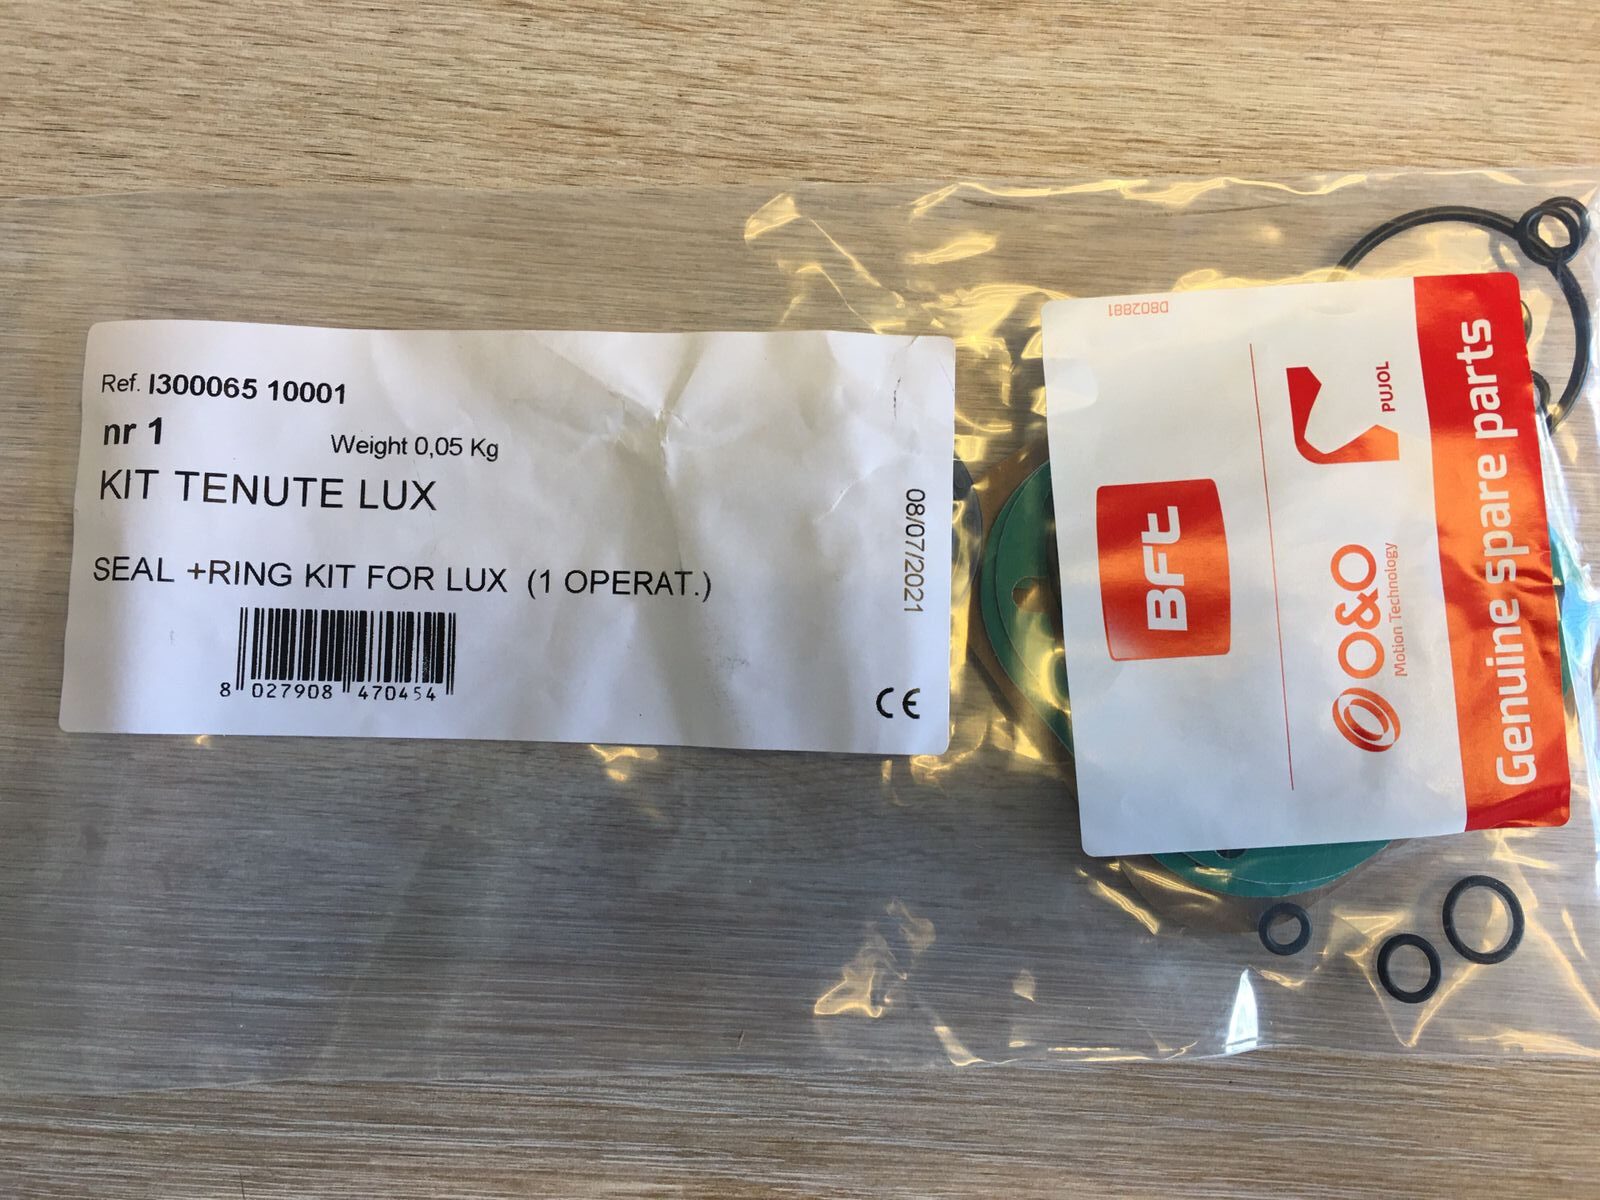 Ref. I300065 10001
nr 1
Weight 0,05 Kg
KIT TENUTE LUX
SEAL +RING KIT FOR LUX (1 OPERAT.)
8 027908 470454
08/07/2021
CE
D802881
BFt
PUJOL
O&O
Motion Technology
Genuine spare parts